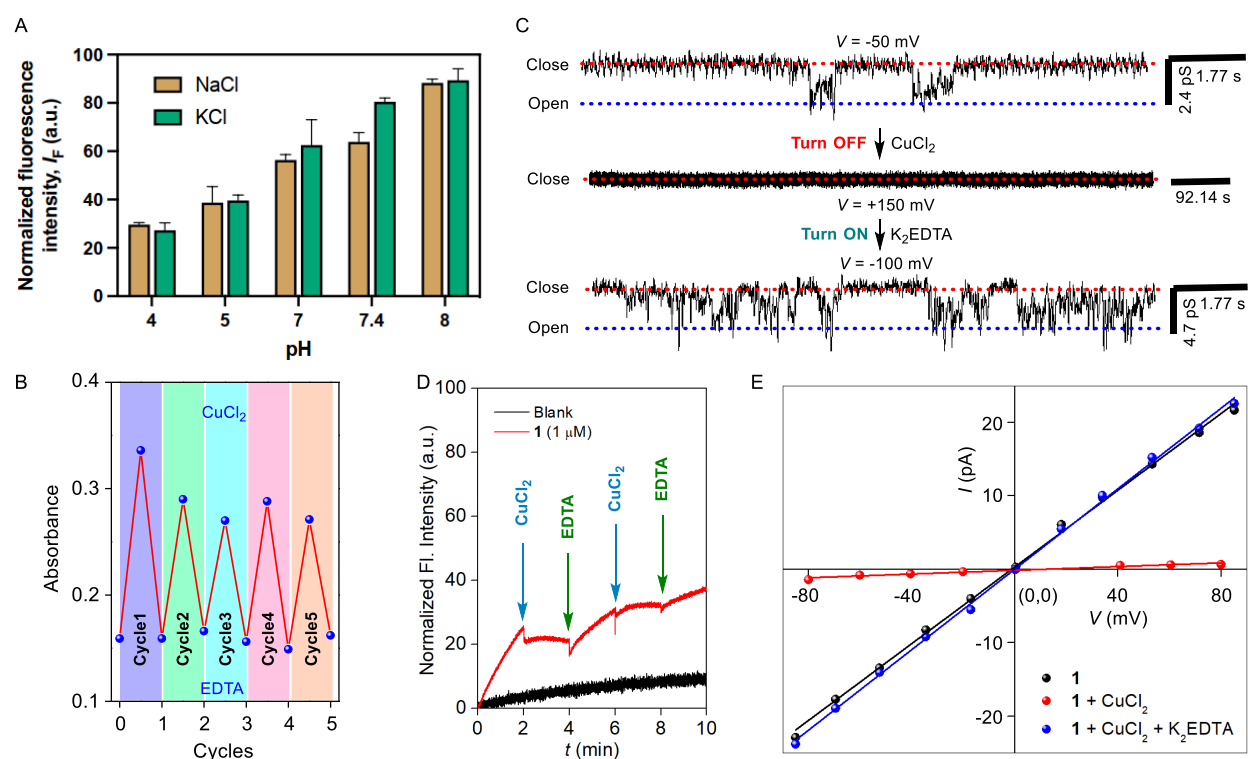 A
Normalized fluorescence
intensity, I_F (a.u.)
100
80
60
40
20
0
NaCl
KCl
4 5 7 7.4 8
pH
B
Absorbance
0.4
0.3
0.2
0.1
CuCl₂
Cycle1 Cycle2 Cycle3 Cycle4 Cycle5
EDTA
0 1 2 3 4 5
Cycles
C
V = -50 mV
Close
Open
2.4 pS
1.77 s
Turn OFF CuCl₂
Close
92.14 s
V = +150 mV
Turn ON K₂EDTA
V = -100 mV
Close
Open
4.7 pS
1.77 s
D
Normalized Fl. Intensity (a.u.)
100
80
60
40
20
0
Blank
1 (1 μM)
CuCl₂
EDTA
CuCl₂
EDTA
0 2 4 6 8 10
t (min)
E
I (pA)
20
10
-80 -40 (0,0) 40 80
V (mV)
-10
-20
1
1 + CuCl₂
1 + CuCl₂ + K₂EDTA